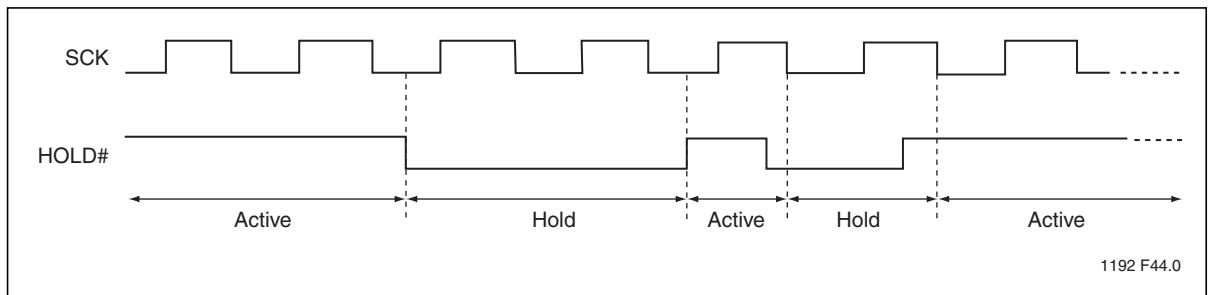 SCK
HOLD#
Active Hold Active Hold Active
1192 F44.0